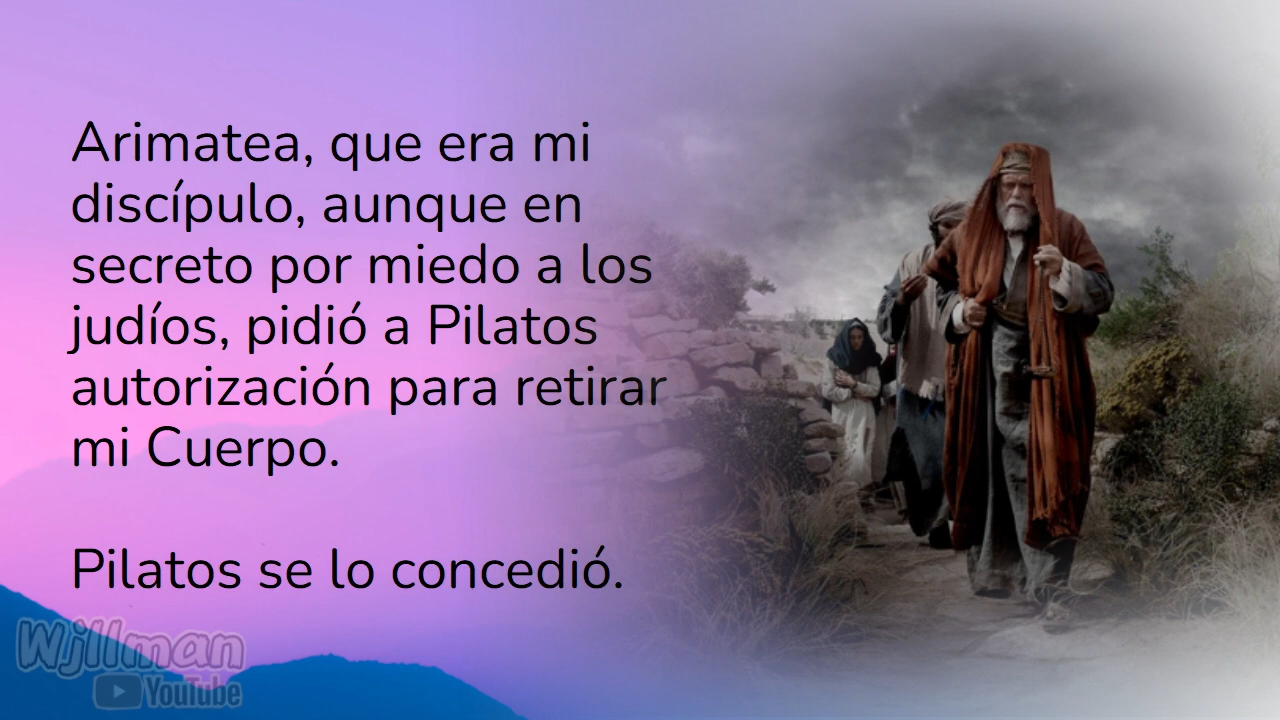 Arimatea, que era mi
discípulo, aunque en
secreto por miedo a los
judíos, pidió a Pilatos
autorización para retirar
mi Cuerpo.
Pilatos se lo concedió.
Wjllman
YouTube